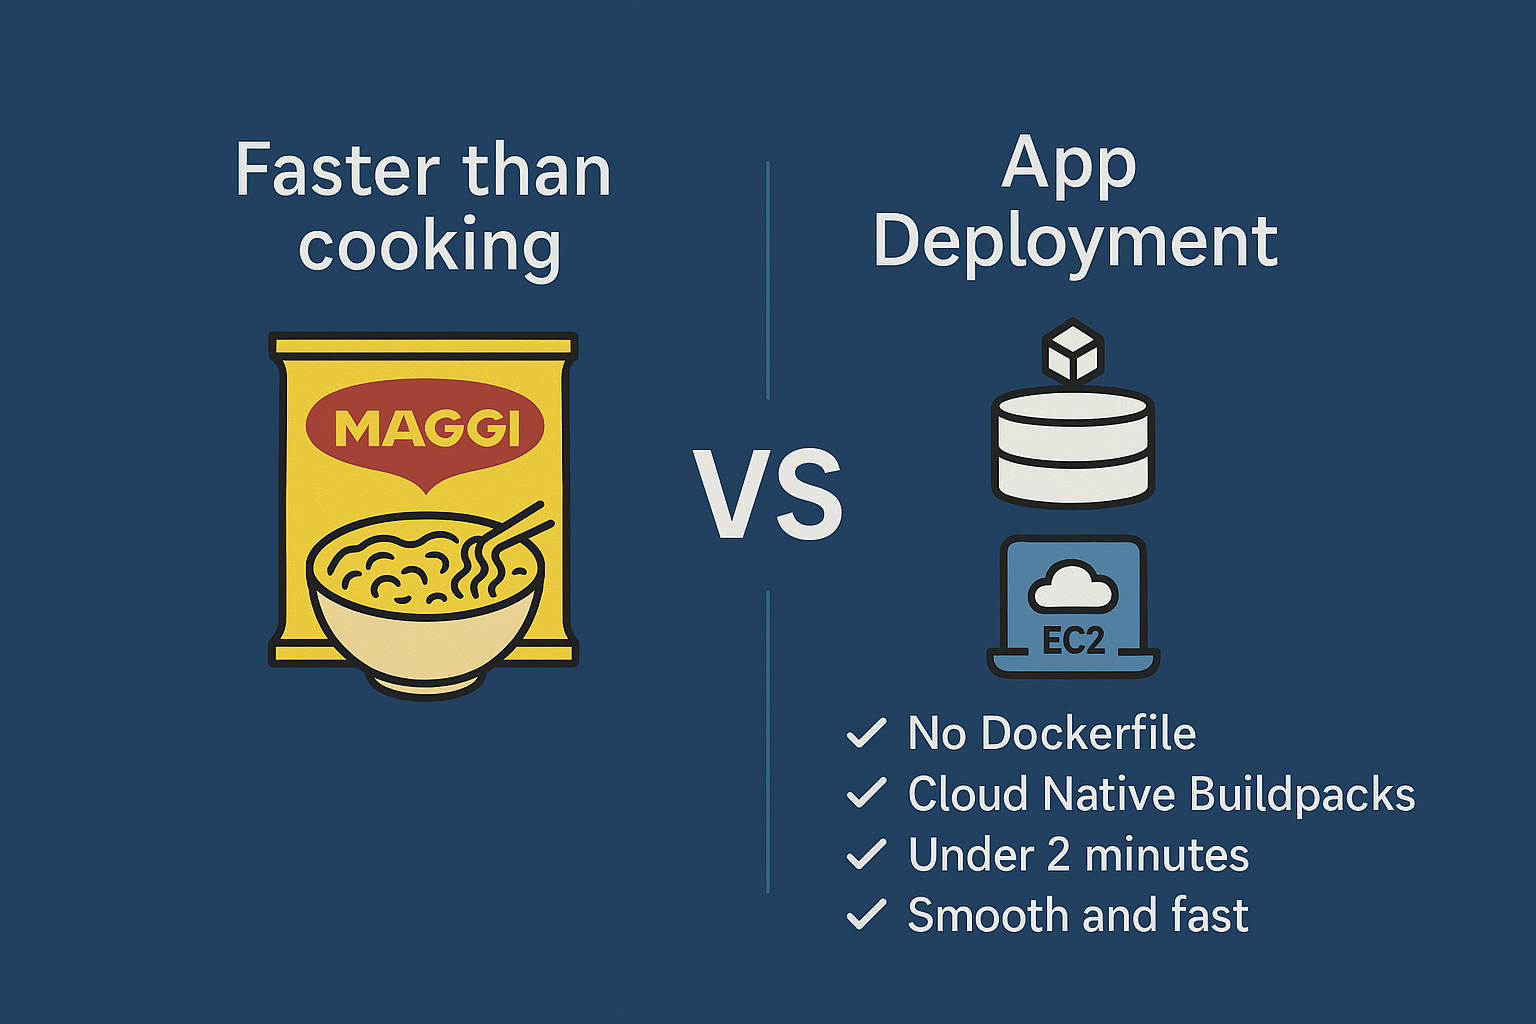 Faster than
cooking
MAGGI
VS
App
Deployment
EC2
No Dockerfile
Cloud Native Buildpacks
Under 2 minutes
Smooth and fast